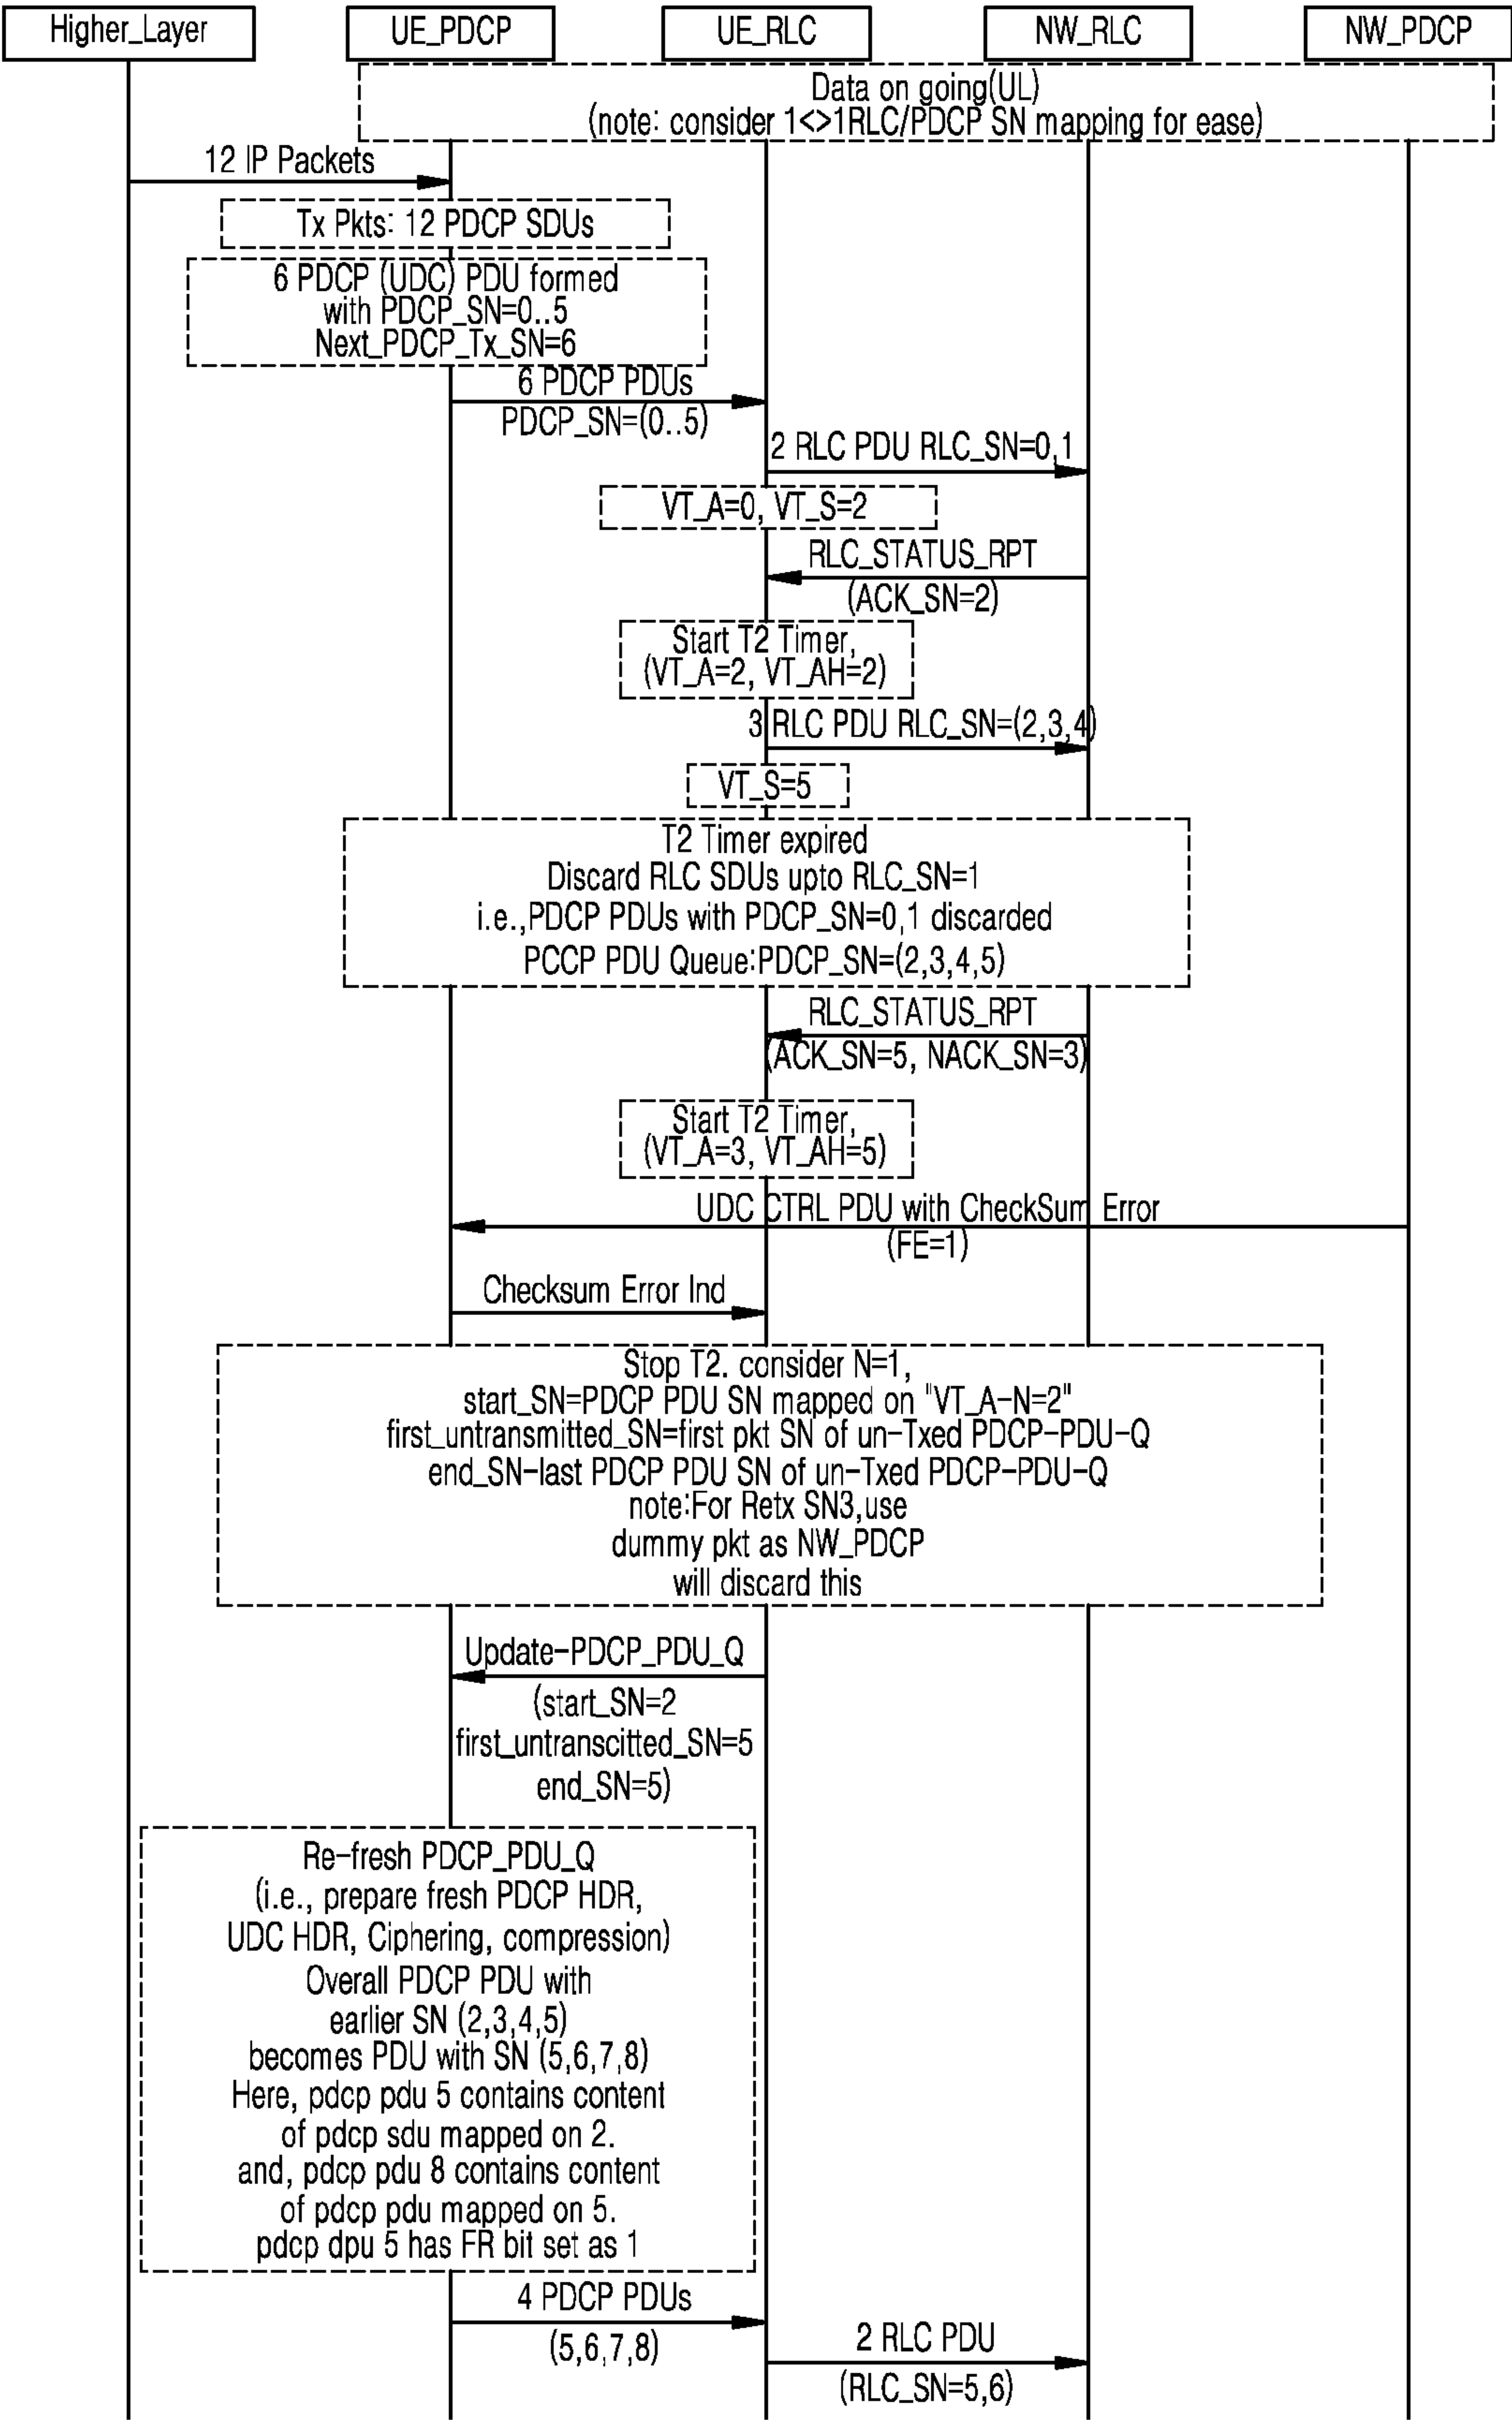 Higher_Layer UE_PDCP UE_RLC NW_RLC NW_PDCP
Data on going(UL)
(note: consider 1<>1RLC/PDCP SN mapping for ease)
12 IP Packets
Tx Pkts: 12 PDCP SDUs
6 PDCP (UDC) PDU formed
with PDCP_SN=0..5
Next_PDCP_Tx_SN=6
6 PDCP PDUs
PDCP_SN=(0..5)
2 RLC PDU RLC_SN=0,1
VT_A=0, VT_S=2
RLC_STATUS_RPT
(ACK_SN=2)
Start T2 Timer,
(VT_A=2, VT_AH=2)
3 RLC PDU RLC_SN=(2,3,4)
VT_S=5
T2 Timer expired
Discard RLC SDUs upto RLC_SN=1
i.e.,PDCP PDUs with PDCP_SN=0,1 discarded
PCCP PDU Queue:PDCP_SN=(2,3,4,5)
RLC_STATUS_RPT
(ACK_SN=5, NACK_SN=3)
Start T2 Timer,
(VT_A=3, VT_AH=5)
UDC CTRL PDU with CheckSum Error
(FE=1)
Checksum Error Ind
Stop T2. consider N=1,
start_SN=PDCP PDU SN mapped on "VT_A-N=2"
first_untransmitted_SN=first pkt SN of un-Txed PDCP-PDU-Q
end_SN-last PDCP PDU SN of un-Txed PDCP-PDU-Q
note:For Retx SN3,use
dummy pkt as NW_PDCP
will discard this
Update-PDCP_PDU_Q
(start_SN=2
first_untranscitted_SN=5
end_SN=5)
Re-fresh PDCP_PDU_Q
(i.e., prepare fresh PDCP HDR,
UDC HDR, Ciphering, compression)
Overall PDCP PDU with
earlier SN (2,3,4,5)
becomes PDU with SN (5,6,7,8)
Here, pdcp pdu 5 contains content
of pdcp sdu mapped on 2.
and, pdcp pdu 8 contains content
of pdcp pdu mapped on 5.
pdcp dpu 5 has FR bit set as 1
4 PDCP PDUs
(5,6,7,8)
2 RLC PDU
(RLC_SN=5,6)